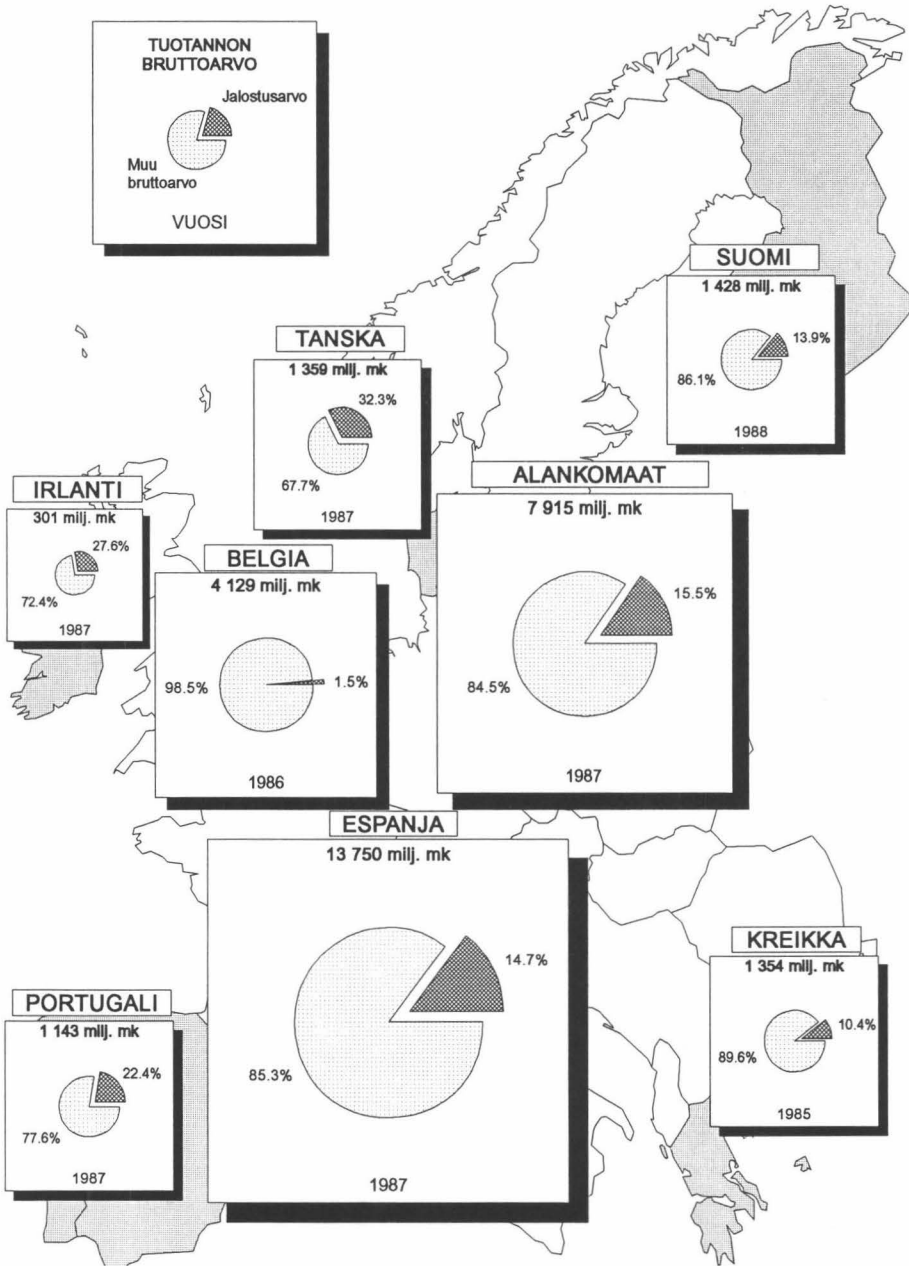 TUOTANNON
BRUTTOARVO
Jalostusarvo
Muu
bruttoarvo
VUOSI
SUOMI
1 428 milj. mk
13.9%
86.1%
1988
TANSKA
1 359 milj. mk
32.3%
67.7%
1987
IRLANTI
301 milj. mk
27.6%
72.4%
1987
BELGIA
4 129 milj. mk
98.5%
1.5%
1986
ALANKOMAAT
7 915 milj. mk
15.5%
84.5%
1987
ESPANJA
13 750 milj. mk
14.7%
85.3%
1987
KREIKKA
1 354 milj. mk
10.4%
89.6%
1985
PORTUGALI
1 143 milj. mk
22.4%
77.6%
1987